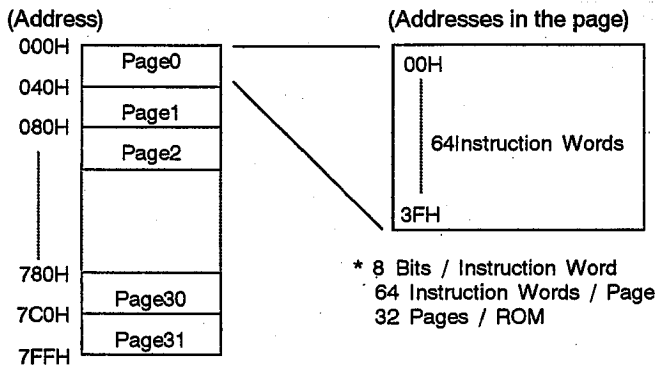 (Address)
(Addresses in the page)
000H
Page0
040H
Page1
080H
Page2
780H
Page30
7C0H
Page31
7FFH
00H
64Instruction Words
3FH
* 8 Bits / Instruction Word
64 Instruction Words / Page
32 Pages / ROM